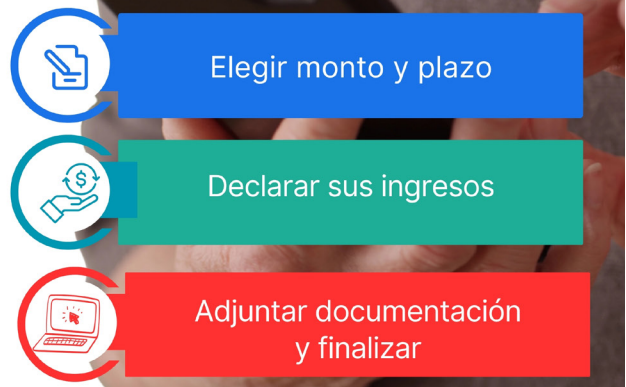 Elegir monto y plazo
$
Declarar sus ingresos
Adjuntar documentación
y finalizar